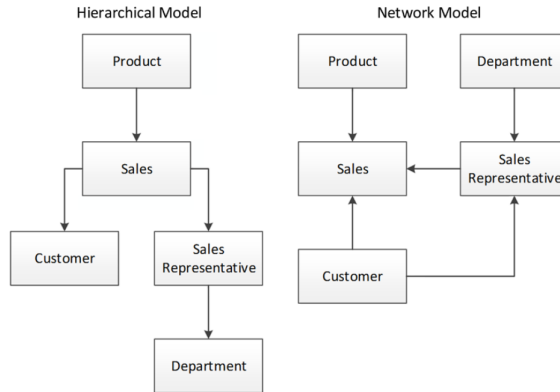 Hierarchical Model
Product
Sales
Customer
Sales
Representative
Department
Network Model
Product
Department
Sales
Sales
Representative
Customer